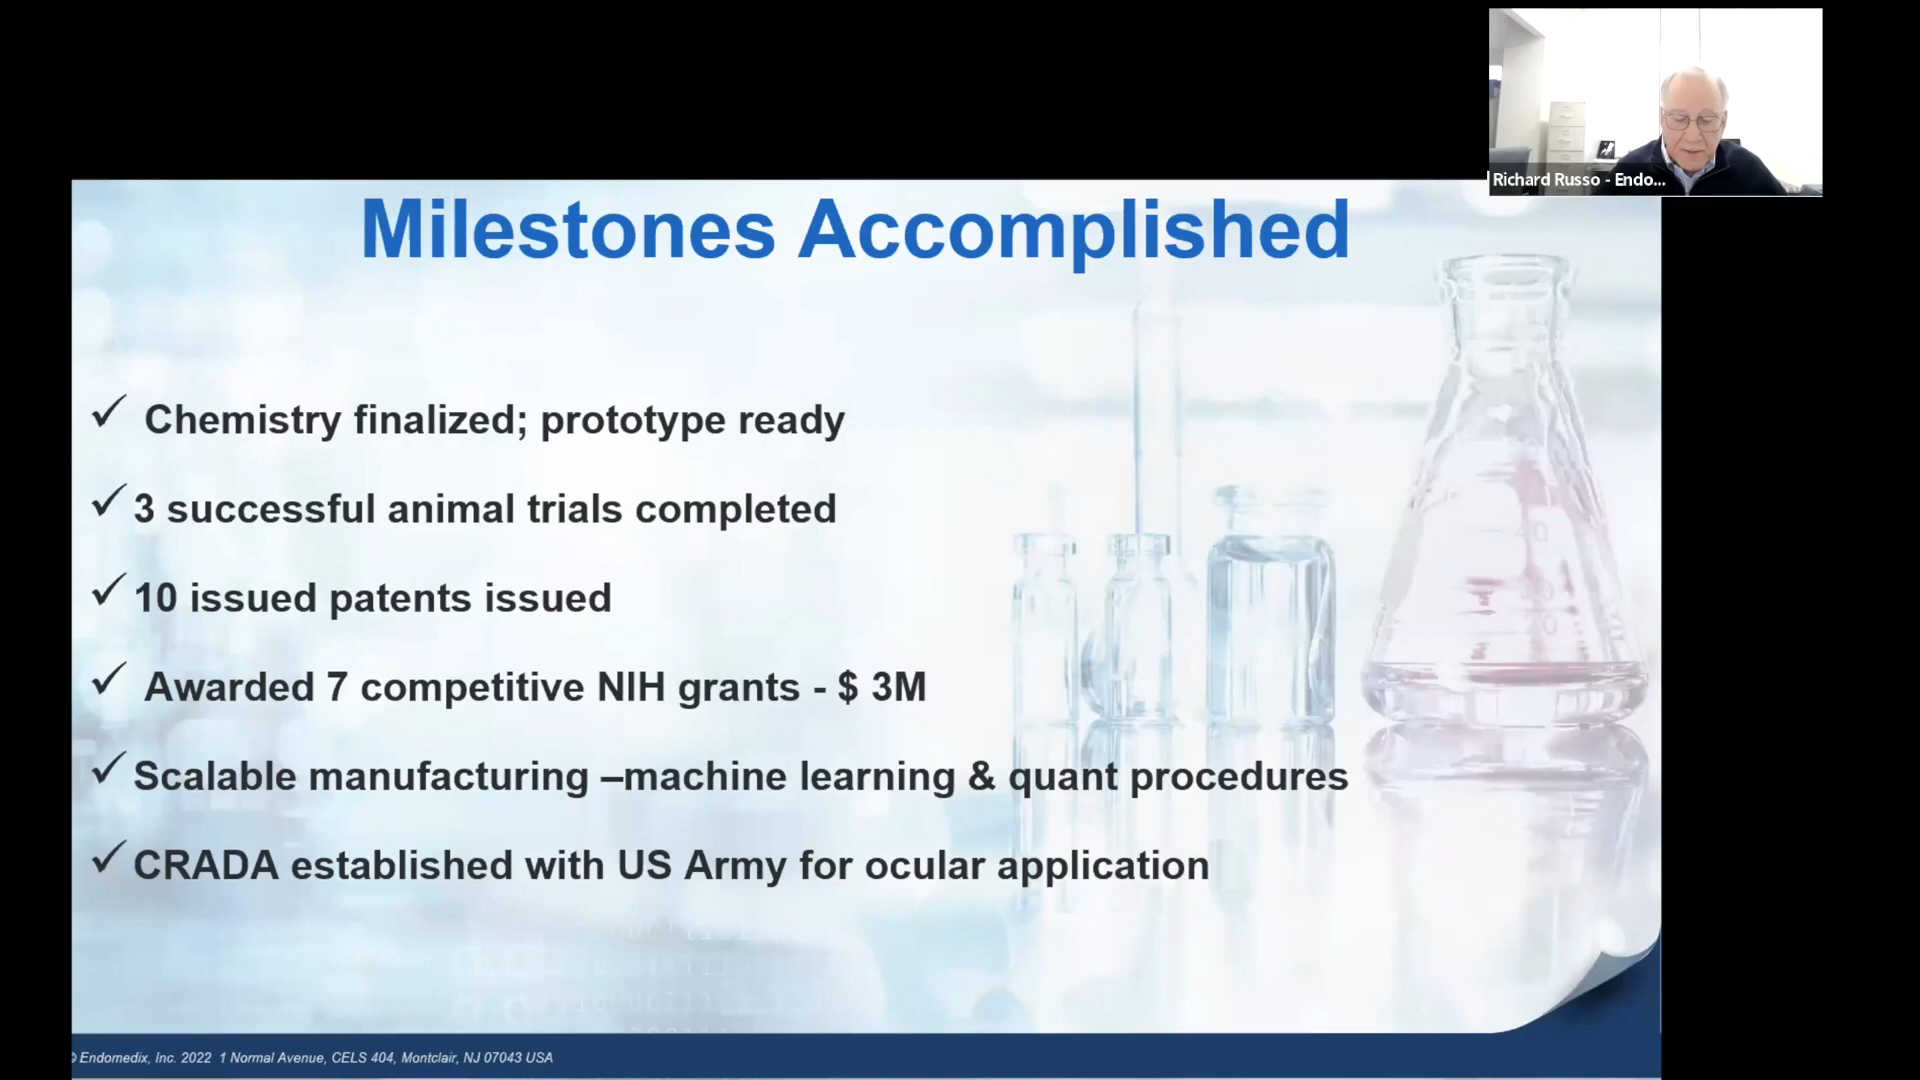 Richard Russo - Endo...
Milestones Accomplished
✓ Chemistry finalized; prototype ready
✓ 3 successful animal trials completed
✓ 10 issued patents issued
✓ Awarded 7 competitive NIH grants - $ 3M
✓ Scalable manufacturing –machine learning & quant procedures
✓ CRADA established with US Army for ocular application
© Endomedix, Inc. 2022 1 Normal Avenue, CELS 404, Montclair, NJ 07043 USA